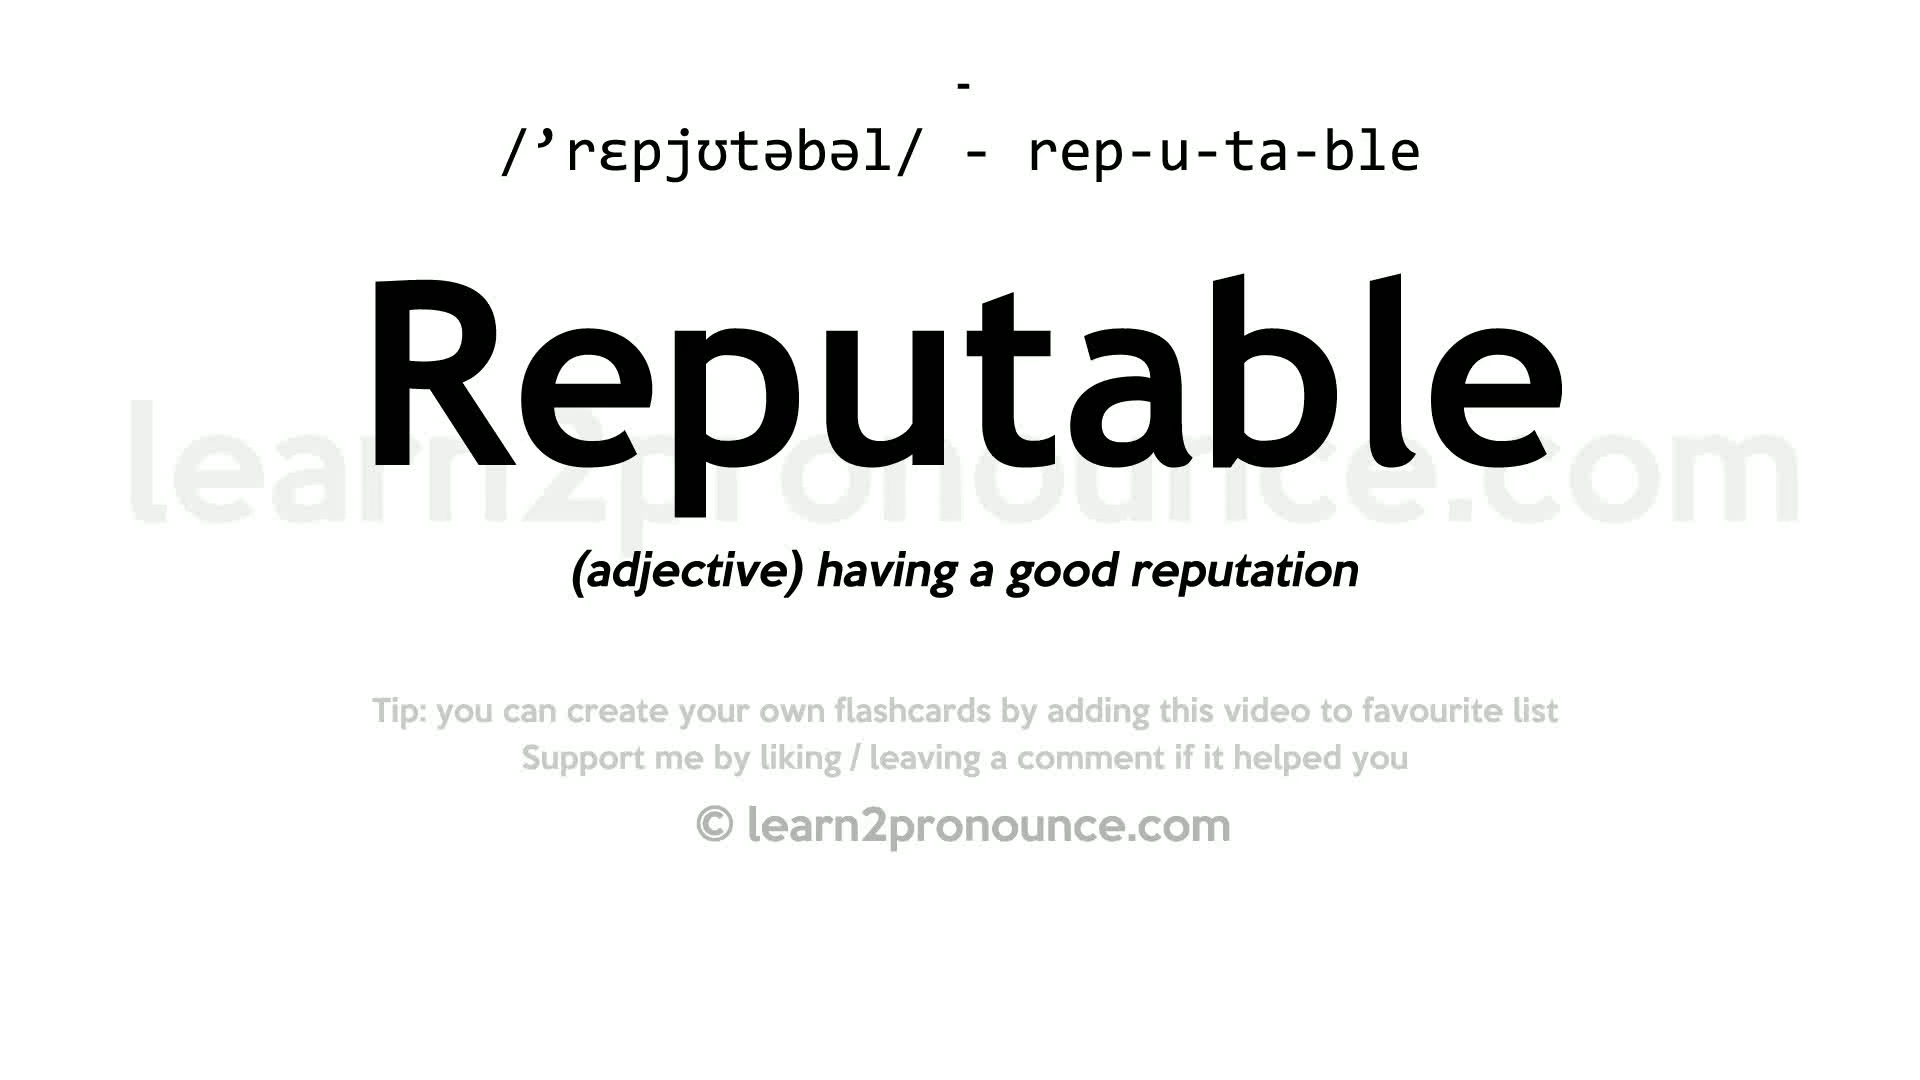 -
/’rɛpjʊtəbəl/ - rep-u-ta-ble
Reputable
learn2pronounce.com
(adjective) having a good reputation
Tip: you can create your own flashcards by adding this video to favourite list
Support me by liking / leaving a comment if it helped you
© learn2pronounce.com